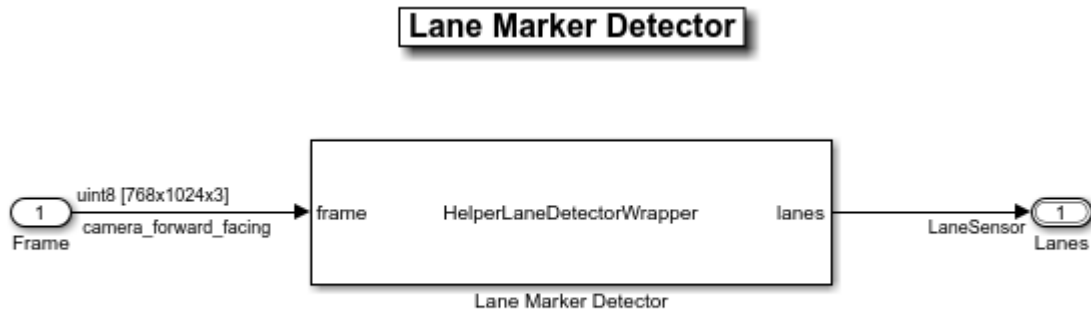 Lane Marker Detector
uint8 [768x1024x3]
1
camera_forward_facing
Frame
frame
HelperLaneDetectorWrapper
lanes
Lane Marker Detector
LaneSensor
1
Lanes